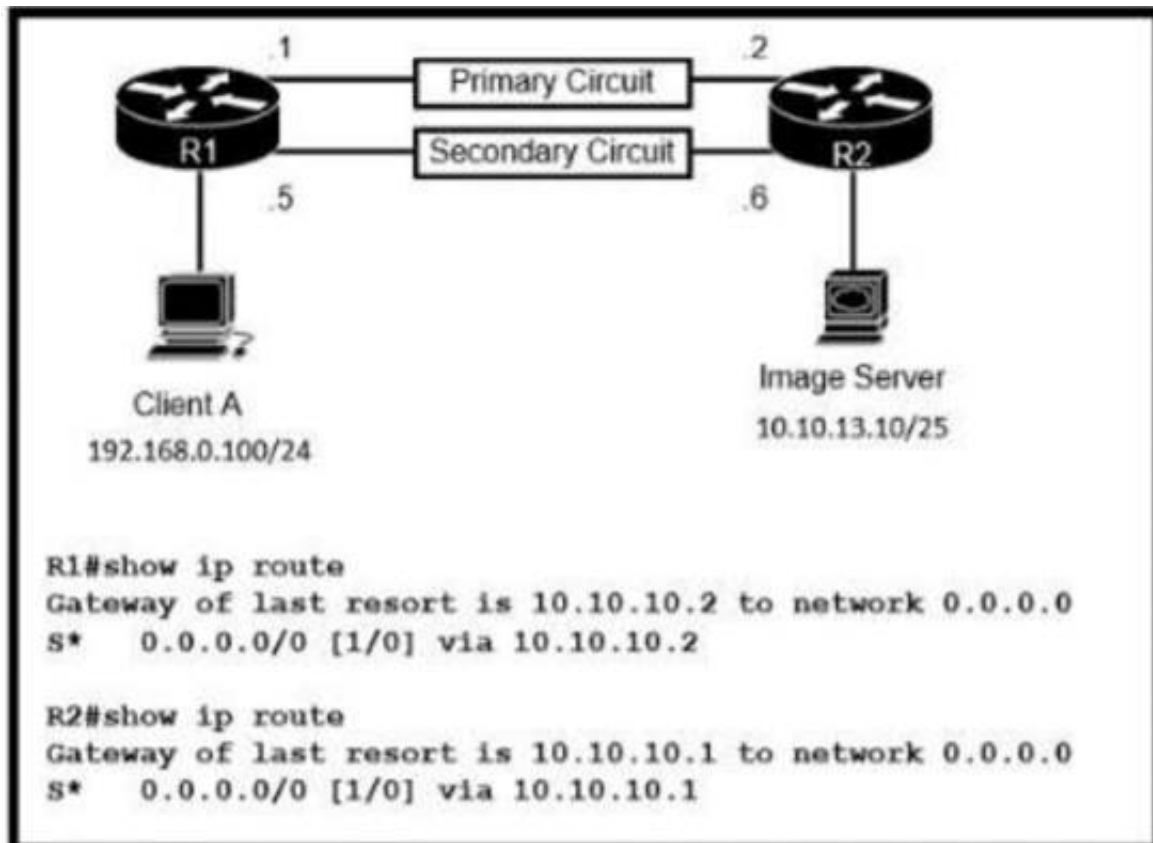 .1
.2
Primary Circuit
Secondary Circuit
R1
R2
.5
.6
Client A
192.168.0.100/24
Image Server
10.10.13.10/25
R1#show ip route
Gateway of last resort is 10.10.10.2 to network 0.0.0.0
S* 0.0.0.0/0 [1/0] via 10.10.10.2
R2#show ip route
Gateway of last resort is 10.10.10.1 to network 0.0.0.0
S* 0.0.0.0/0 [1/0] via 10.10.10.1